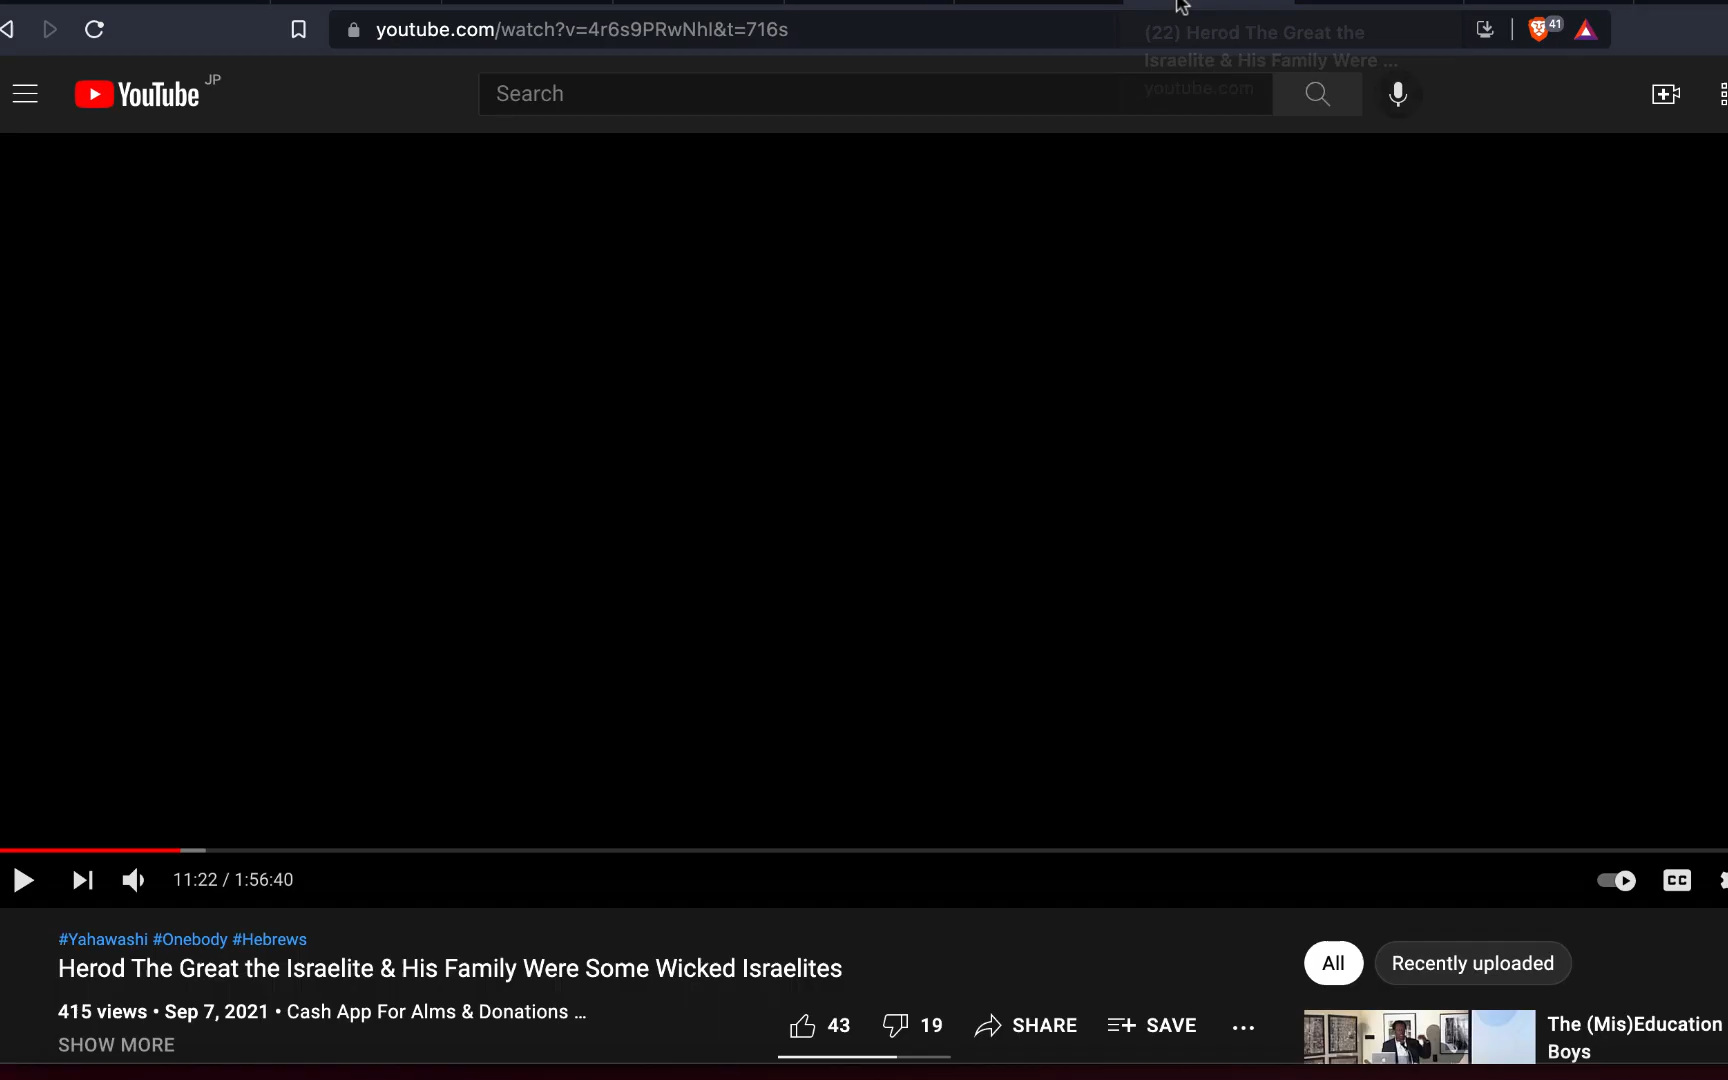 youtube.com/watch?v=4r6s9PRwNhI&t=716s
41
(22) Herod The Great the
Israelite & His Family Were ...
youtube.com
YouTube JP
Search
11:22 / 1:56:40
CC
#Yahawashi #Onebody #Hebrews
Herod The Great the Israelite & His Family Were Some Wicked Israelites
415 views • Sep 7, 2021 • Cash App For Alms & Donations ...
SHOW MORE
43
19
SHARE
SAVE
All
Recently uploaded
The (Mis)Education
Boys